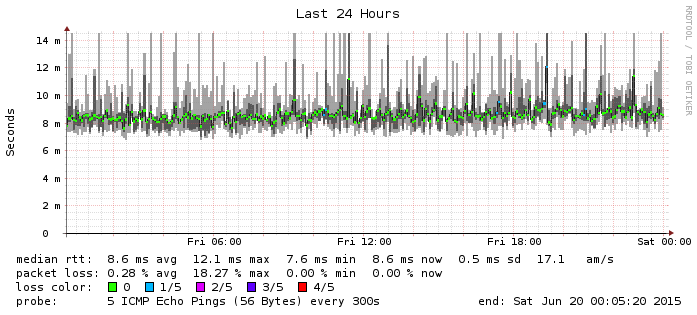 Last 24 Hours
RRDTOOL / TOBI OETIKER
Seconds
14 m
12 m
10 m
8 m
6 m
4 m
2 m
0
Fri 06:00 Fri 12:00 Fri 18:00 Sat 00:00
median rtt: 8.6 ms avg 12.1 ms max 7.6 ms min 8.6 ms now 0.5 ms sd 17.1 am/s
packet loss: 0.28 % avg 18.27 % max 0.00 % min 0.00 % now
loss color: 0 1/5 2/5 3/5 4/5
probe: 5 ICMP Echo Pings (56 Bytes) every 300s end: Sat Jun 20 00:05:20 2015